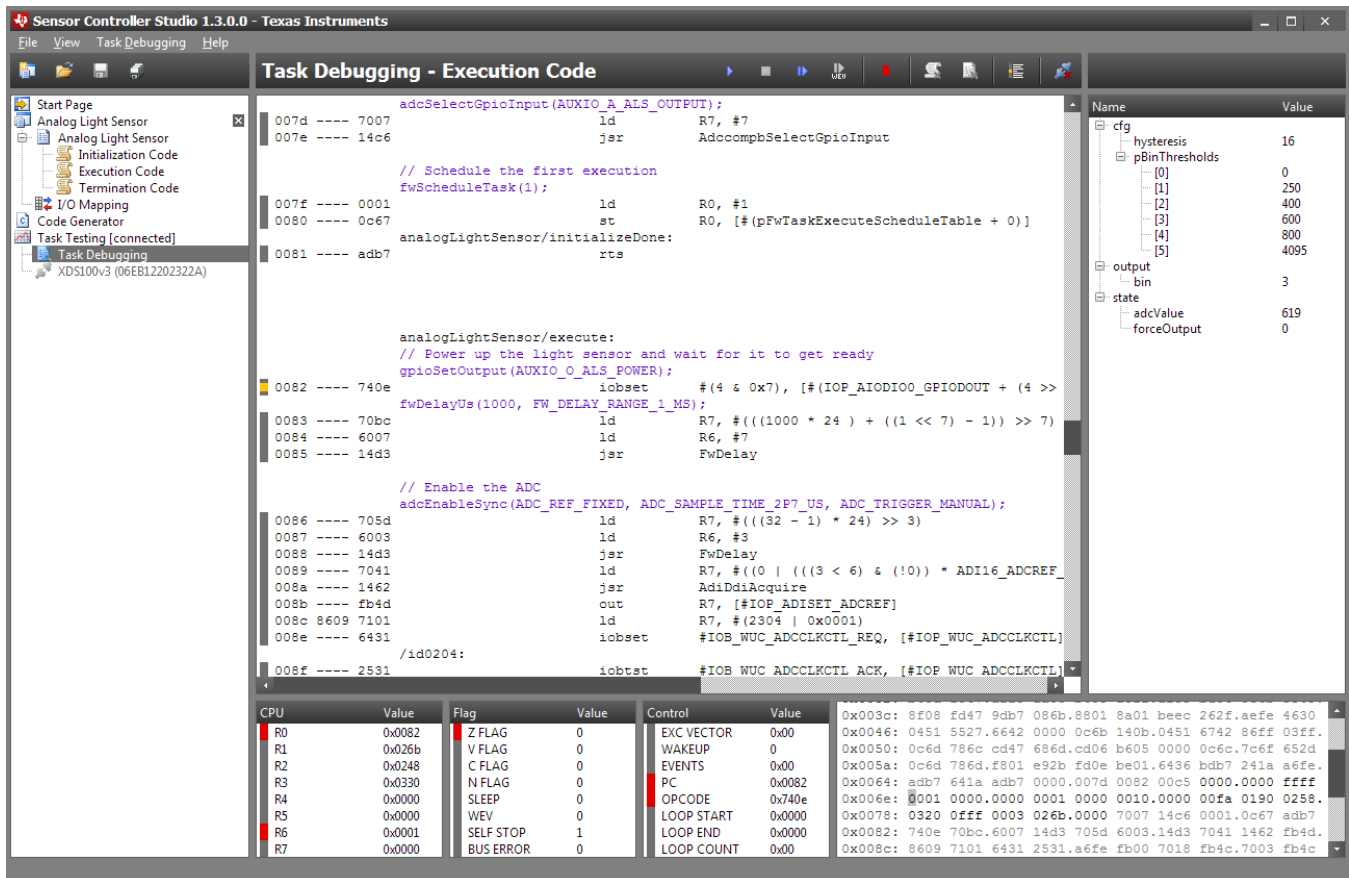 Sensor Controller Studio 1.3.0.0 - Texas Instruments
File View Task Debugging Help
Task Debugging - Execution Code
WEV
Start Page
Analog Light Sensor
Analog Light Sensor
Initialization Code
Execution Code
Termination Code
I/O Mapping
Code Generator
Task Testing [connected]
Task Debugging
XDS100v3 (06EB12202322A)
adcSelectGpioInput(AUXIO_A_ALS_OUTPUT);
007d ---- 7007 ld R7, #7
007e ---- 14c6 jsr AdccompbSelectGpioInput
// Schedule the first execution
fwScheduleTask(1);
007f ---- 0001 ld R0, #1
0080 ---- 0c67 st R0, [#(pFwTaskExecuteScheduleTable + 0)]
analogLightSensor/initializeDone:
0081 ---- adb7 rts
analogLightSensor/execute:
// Power up the light sensor and wait for it to get ready
gpioSetOutput(AUXIO_O_ALS_POWER);
0082 ---- 740e iobset #(4 & 0x7), [#(IOP_AIODIO0_GPIODOUT + (4 >>
fwDelayUs(1000, FW_DELAY_RANGE_1_MS);
0083 ---- 70bc ld R7, #(((1000 * 24 ) + ((1 << 7) - 1)) >> 7)
0084 ---- 6007 ld R6, #7
0085 ---- 14d3 jsr FwDelay
// Enable the ADC
adcEnableSync(ADC_REF_FIXED, ADC_SAMPLE_TIME_2P7_US, ADC_TRIGGER_MANUAL);
0086 ---- 705d ld R7, #(((32 - 1) * 24) >> 3)
0087 ---- 6003 ld R6, #3
0088 ---- 14d3 jsr FwDelay
0089 ---- 7041 ld R7, #((0 | (((3 < 6) & (!0)) * ADI16_ADCREF_
008a ---- 1462 jsr AdiDdiAcquire
008b ---- fb4d out R7, [#IOP_ADISET_ADCREF]
008c 8609 7101 ld R7, #(2304 | 0x0001)
008e ---- 6431 iobset #IOB_WUC_ADCCLKCTL_REQ, [#IOP_WUC_ADCCLKCTL]
/id0204:
008f ---- 2531 iobtst #IOB_WUC_ADCCLKCTL_ACK, [#IOP_WUC_ADCCLKCTL]
Name Value
cfg
hysteresis 16
pBinThresholds
[0] 0
[1] 250
[2] 400
[3] 600
[4] 800
[5] 4095
output
bin 3
state
adcValue 619
forceOutput 0
CPU Value
R0 0x0082
R1 0x026b
R2 0x0248
R3 0x0330
R4 0x0000
R5 0x0000
R6 0x0001
R7 0x0000
Flag Value
Z FLAG 0
V FLAG 0
C FLAG 0
N FLAG 0
SLEEP 0
WEV 0
SELF STOP 1
BUS ERROR 0
Control Value
EXC VECTOR 0x00
WAKEUP 0
EVENTS 0x00
PC 0x0082
OPCODE 0x740e
LOOP START 0x0000
LOOP END 0x0000
LOOP COUNT 0x00
0x003c: 8f08 fd47 9db7 086b.8801 8a01 beec 262f.aefe 4630
0x0046: 0451 5527.6642 0000 0c6b 140b.0451 6742 86ff 03ff.
0x0050: 0c6d 786c cd47 686d.cd06 b605 0000 0c6c.7c6f 652d
0x005a: 0c6d 786d.f801 e92b fd0e be01.6436 bdb7 241a a6fe.
0x0064: adb7 641a adb7 0000.007d 0082 00c5 0000.0000 ffff
0x006e: 0001 0000.0000 0001 0000 0010.0000 00fa 0190 0258.
0x0078: 0320 0fff 0003 026b.0000 7007 14c6 0001.0c67 adb7
0x0082: 740e 70bc.6007 14d3 705d 6003.14d3 7041 1462 fb4d.
0x008c: 8609 7101 6431 2531.a6fe fb00 7018 fb4c.7003 fb4c